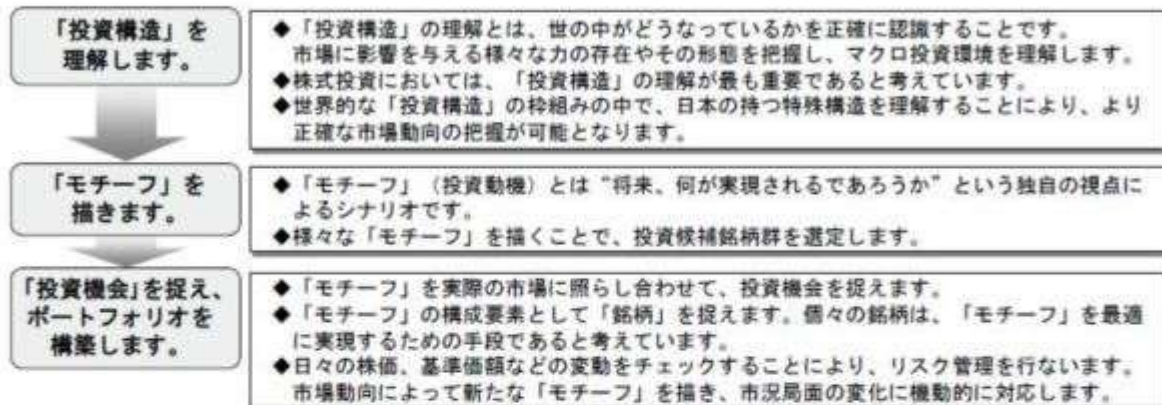 「投資構造」を
理解します。
◆「投資構造」の理解とは、世の中がどうなっているかを正確に認識することです。
市場に影響を与える様々な力の存在やその形態を把握し、マクロ投資環境を理解します。
◆株式投資においては、「投資構造」の理解が最も重要であると考えています。
◆世界的な「投資構造」の枠組みの中で、日本の持つ特殊構造を理解することにより、より
正確な市場動向の把握が可能となります。
「モチーフ」を
描きます。
◆「モチーフ」（投資動機）とは“将来、何が実現されるであろうか”という独自の視点に
よるシナリオです。
◆様々な「モチーフ」を描くことで、投資候補銘柄群を選定します。
「投資機会」を捉え、
ポートフォリオを
構築します。
◆「モチーフ」を実際の市場に照らし合わせて、投資機会を捉えます。
◆「モチーフ」の構成要素として「銘柄」を捉えます。個々の銘柄は、「モチーフ」を最適
に実現するための手段であると考えています。
◆日々の株価、基準価額などの変動をチェックすることにより、リスク管理を行ないます。
市場動向によって新たな「モチーフ」を描き、市況局面の変化に機動的に対応します。